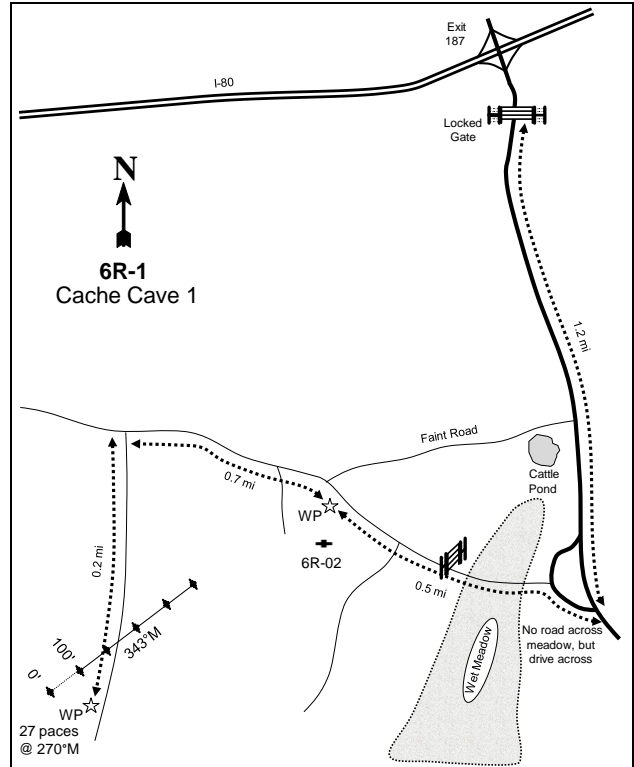 Exit
187
I-80
Locked
Gate
N
6R-1
Cache Cave 1
1.2 mi
Faint Road
Cattle
Pond
0.7 mi
WP
6R-02
0.5 mi
0.2 mi
No road across
meadow, but
drive across
Wet Meadow
100'
0'
343°M
WP
27 paces
@ 270°M